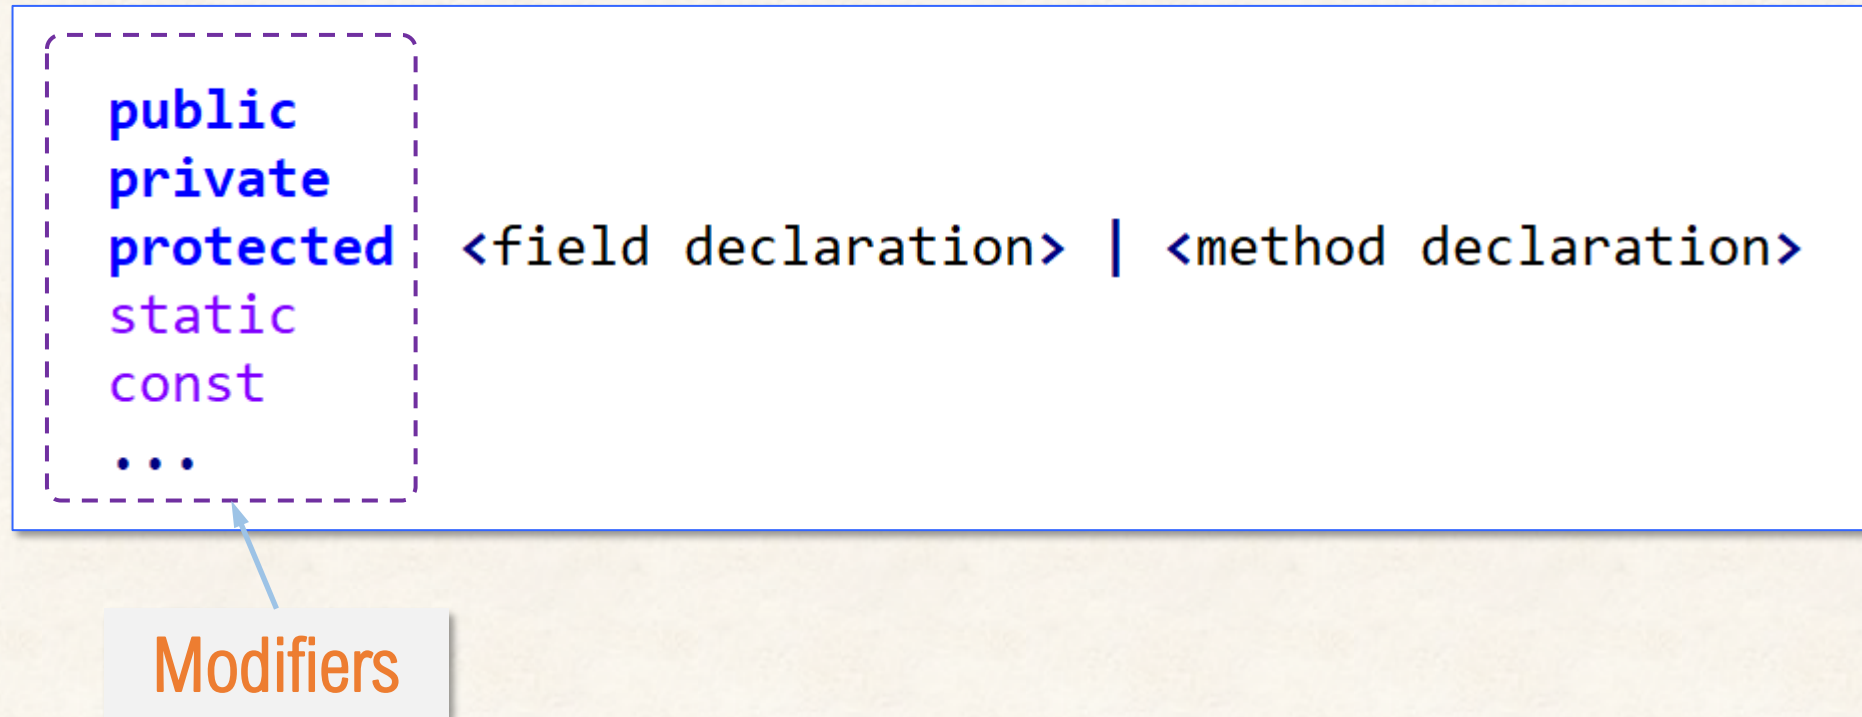 public
private
protected <field declaration> | <method declaration>
static
const
...
Modifiers